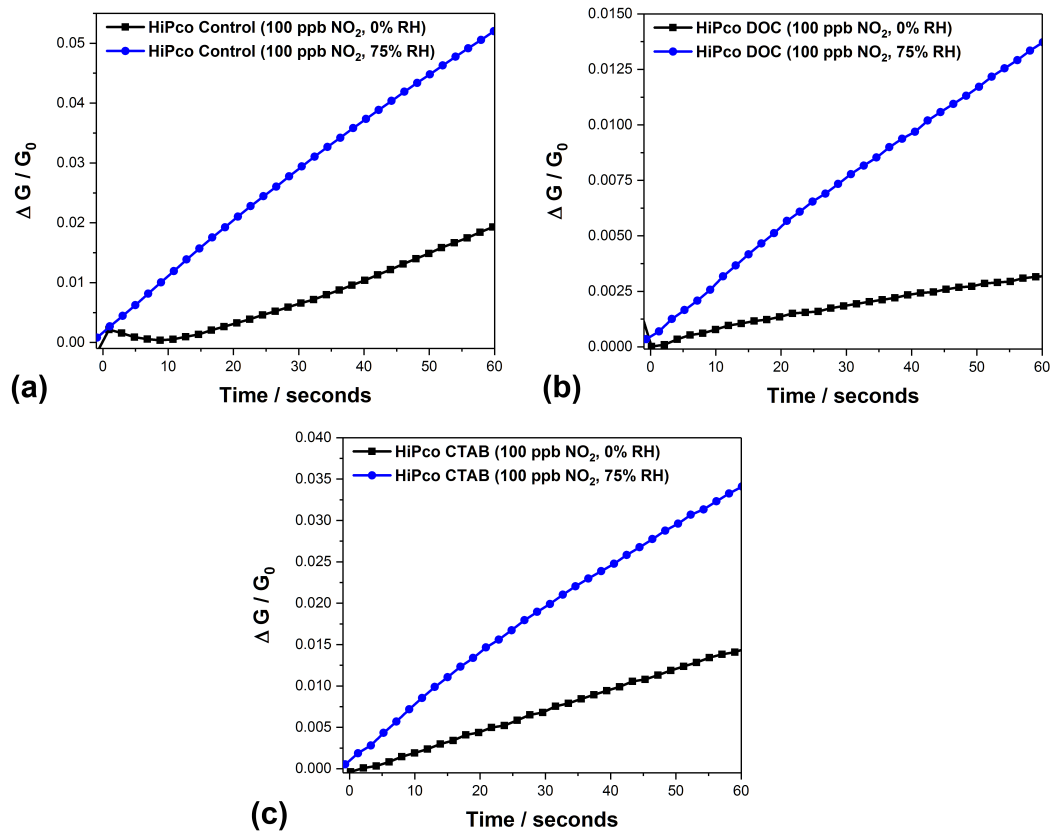 HiPco Control (100 ppb NO₂, 0% RH)
HiPco Control (100 ppb NO₂, 75% RH)
0.05
0.04
0.03
0.02
0.01
0.00
Δ G / G₀
0 10 20 30 40 50 60
Time / seconds
(a)
HiPco DOC (100 ppb NO₂, 0% RH)
HiPco DOC (100 ppb NO₂, 75% RH)
0.0150
0.0125
0.0100
0.0075
0.0050
0.0025
0.0000
Δ G / G₀
0 10 20 30 40 50 60
Time / seconds
(b)
HiPco CTAB (100 ppb NO₂, 0% RH)
HiPco CTAB (100 ppb NO₂, 75% RH)
0.040
0.035
0.030
0.025
0.020
0.015
0.010
0.005
0.000
Δ G / G₀
0 10 20 30 40 50 60
Time / seconds
(c)